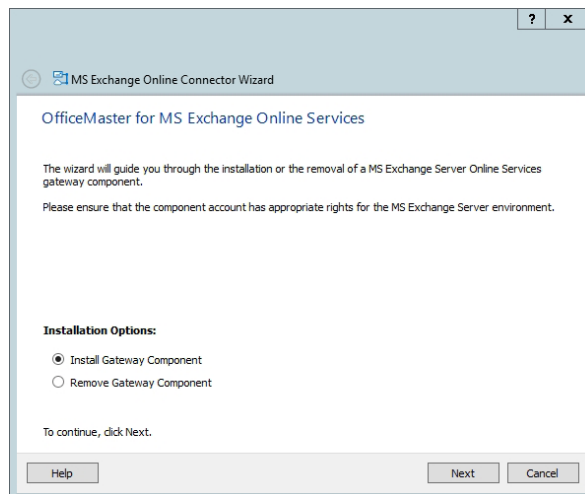 ? x
MS Exchange Online Connector Wizard
OfficeMaster for MS Exchange Online Services
The wizard will guide you through the installation or the removal of a MS Exchange Server Online Services
gateway component.
Please ensure that the component account has appropriate rights for the MS Exchange Server environment.
Installation Options:
Install Gateway Component
Remove Gateway Component
To continue, click Next.
Help Next Cancel